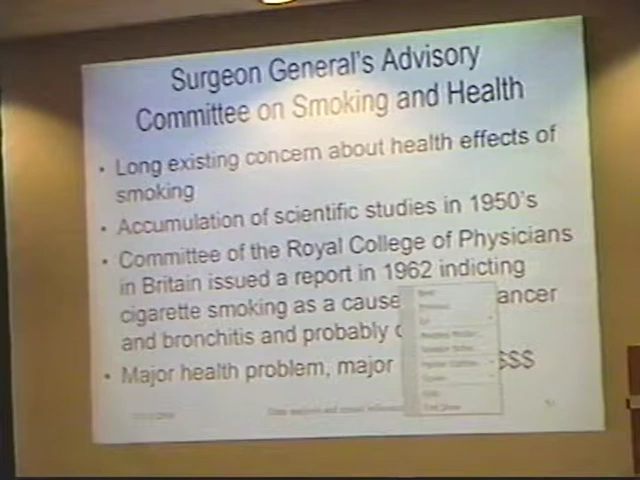 Surgeon General's Advisory
Committee on Smoking and Health
• Long existing concern about health effects of
smoking
• Accumulation of scientific studies in 1950's
• Committee of the Royal College of Physicians
in Britain issued a report in 1962 indicting
cigarette smoking as a cause ancer
and bronchitis and probably
• Major health problem, major $$$